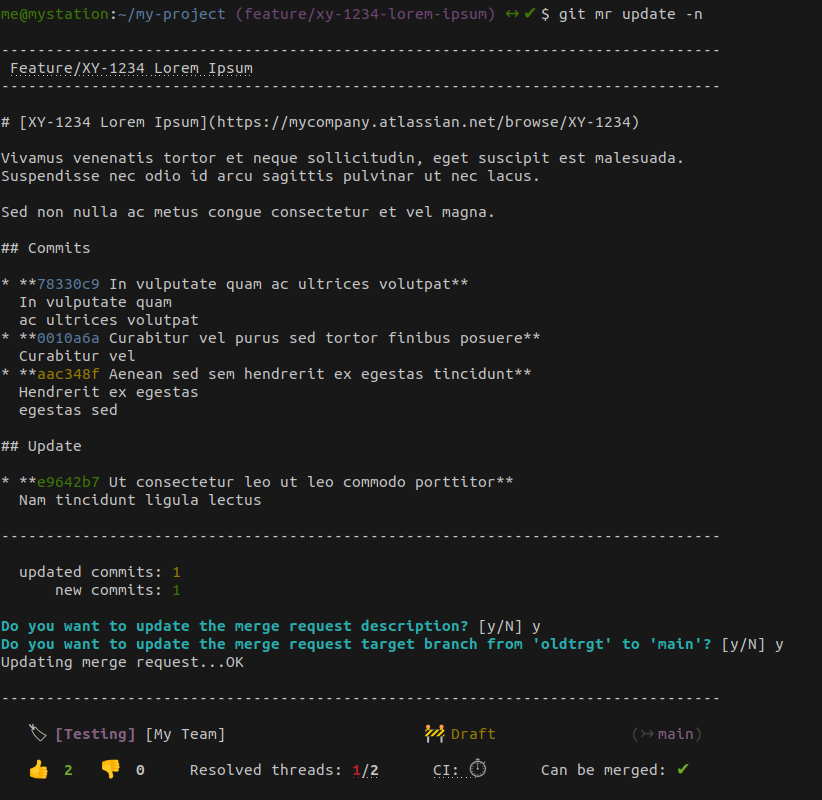 me@mystation:~/my-project (feature/xy-1234-lorem-ipsum) ↔ ✔ $ git mr update -n
--------------------------------------------------------------------------------
Feature/XY-1234 Lorem Ipsum
--------------------------------------------------------------------------------
# [XY-1234 Lorem Ipsum](https://mycompany.atlassian.net/browse/XY-1234)
Vivamus venenatis tortor et neque sollicitudin, eget suscipit est malesuada.
Suspendisse nec odio id arcu sagittis pulvinar ut nec lacus.
Sed non nulla ac metus congue consectetur et vel magna.
## Commits
* **78330c9 In vulputate quam ac ultrices volutpat**
In vulputate quam
ac ultrices volutpat
* **0010a6a Curabitur vel purus sed tortor finibus posuere**
Curabitur vel
* **aac348f Aenean sed sem hendrerit ex egestas tincidunt**
Hendrerit ex egestas
egestas sed
## Update
* **e9642b7 Ut consectetur leo ut leo commodo porttitor**
Nam tincidunt ligula lectus
--------------------------------------------------------------------------------
updated commits: 1
new commits: 1
Do you want to update the merge request description? [y/N] y
Do you want to update the merge request target branch from 'oldtrgt' to 'main'? [y/N] y
Updating merge request...OK
--------------------------------------------------------------------------------
🏷 [Testing] [My Team] 🚧 Draft (↣ main)
👍 2 👎 0 Resolved threads: 1/2 CI: ⏱ Can be merged: ✔